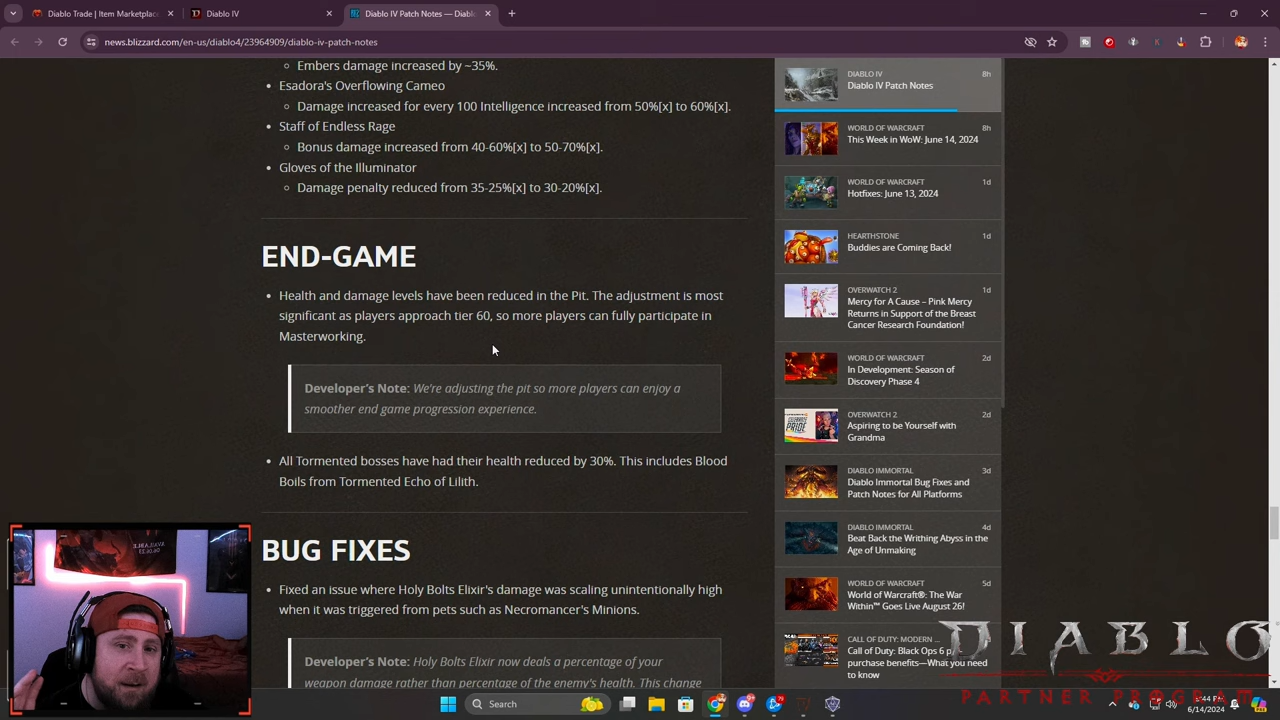 Diablo Trade | Item Marketplac
Diablo IV
Diablo IV Patch Notes — Diablo
news.blizzard.com/en-us/diablo4/23964909/diablo-iv-patch-notes
Embers damage increased by ~35%.
Esadora's Overflowing Cameo
Damage increased for every 100 Intelligence increased from 50%[x] to 60%[x].
Staff of Endless Rage
Bonus damage increased from 40-60%[x] to 50-70%[x].
Gloves of the Illuminator
Damage penalty reduced from 35-25%[x] to 30-20%[x].
END-GAME
Health and damage levels have been reduced in the Pit. The adjustment is most
significant as players approach tier 60, so more players can fully participate in
Masterworking.
Developer's Note: We're adjusting the pit so more players can enjoy a
smoother end game progression experience.
All Tormented bosses have had their health reduced by 30%. This includes Blood
Boils from Tormented Echo of Lilith.
BUG FIXES
Fixed an issue where Holy Bolts Elixir's damage was scaling unintentionally high
when it was triggered from pets such as Necromancer's Minions.
Developer's Note: Holy Bolts Elixir now deals a percentage of your
weapon damage rather than percentage of the enemy's health. This change
DIABLO IV 8h
Diablo IV Patch Notes
WORLD OF WARCRAFT 8h
This Week in WoW: June 14, 2024
WORLD OF WARCRAFT 1d
Hotfixes: June 13, 2024
HEARTHSTONE 1d
Buddies are Coming Back!
OVERWATCH 2 1d
Mercy for A Cause – Pink Mercy
Returns in Support of the Breast
Cancer Research Foundation!
WORLD OF WARCRAFT 2d
In Development: Season of
Discovery Phase 4
OVERWATCH 2 2d
Aspiring to be Yourself with
Grandma
DIABLO IMMORTAL 3d
Diablo Immortal Bug Fixes and
Patch Notes for All Platforms
DIABLO IMMORTAL 4d
Beat Back the Writhing Abyss in the
Age of Unmaking
WORLD OF WARCRAFT 5d
World of Warcraft®: The War
Within™ Goes Live August 26!
CALL OF DUTY: MODERN ...
Call of Duty: Black Ops 6 p
purchase benefits—What you need
to know
DIABLO
PARTNER PROGRAM
Search
6/14/2024